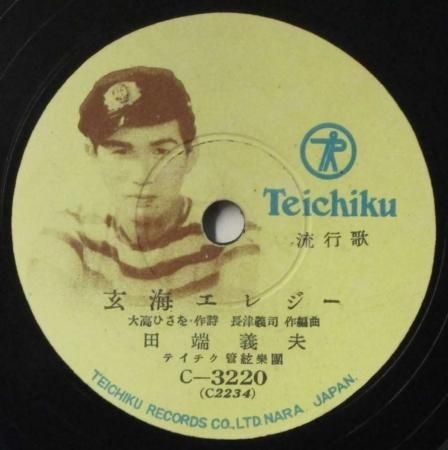 Teichiku
流行歌
玄海エレジー
大高ひさを・作詩 長津義司 作編曲
田端義夫
テイチク管絃樂團
C—3220
(C2234)
TEICHIKU RECORDS CO., LTD. NARA JAPAN.